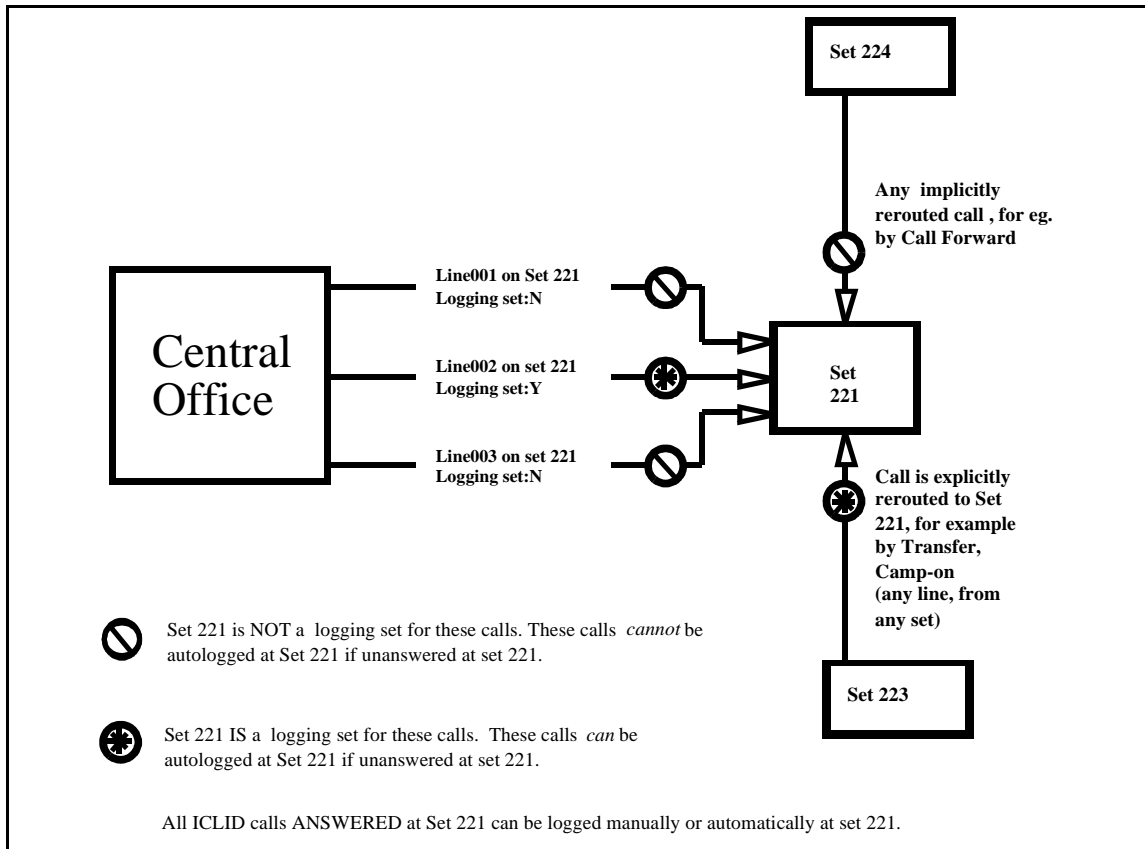 Set 224
Any implicitly
rerouted call , for eg.
by Call Forward
Central
Office
Line001 on Set 221
Logging set:N
Line002 on set 221
Logging set:Y
Line003 on set 221
Logging set:N
Set
221
Call is explicitly
rerouted to Set
221, for example
by Transfer,
Camp-on
(any line, from
any set)
Set 223
Set 221 is NOT a logging set for these calls. These calls cannot be
autologged at Set 221 if unanswered at set 221.
Set 221 IS a logging set for these calls. These calls can be
autologged at Set 221 if unanswered at set 221.
All ICLID calls ANSWERED at Set 221 can be logged manually or automatically at set 221.